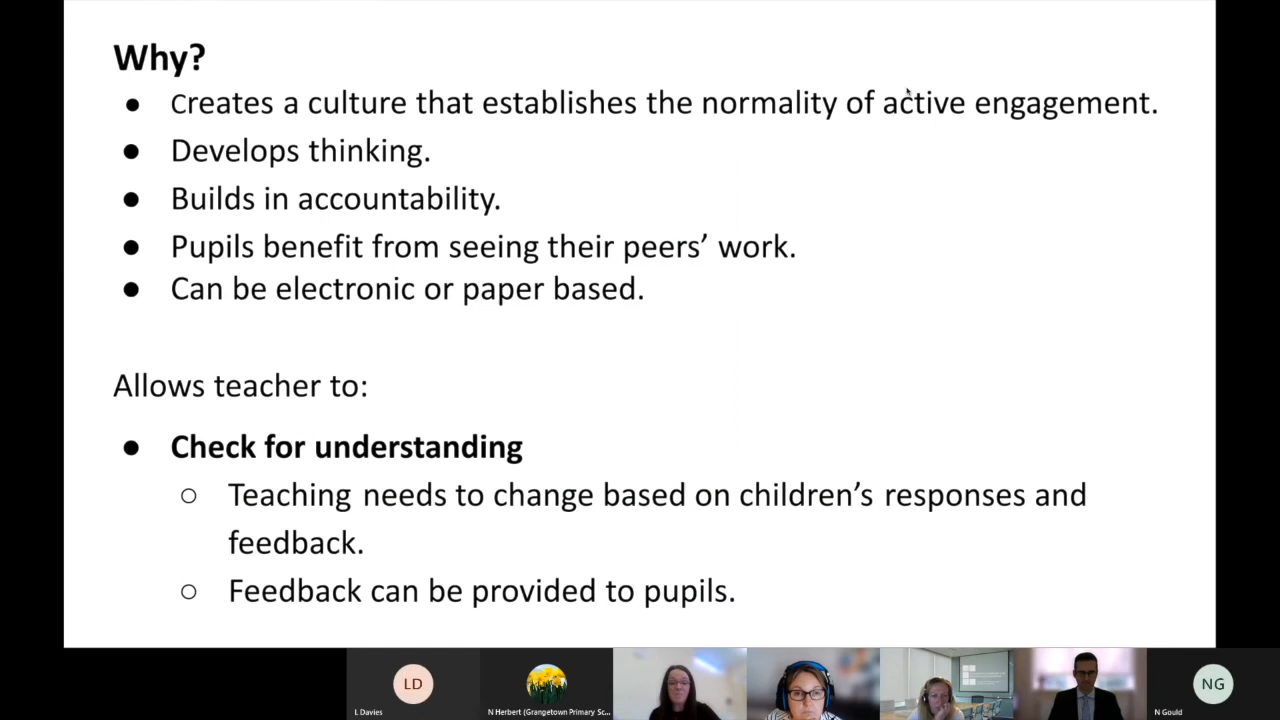 Why?
● Creates a culture that establishes the normality of active engagement.
● Develops thinking.
● Builds in accountability.
● Pupils benefit from seeing their peers’ work.
● Can be electronic or paper based.
Allows teacher to:
● Check for understanding
○ Teaching needs to change based on children’s responses and
feedback.
○ Feedback can be provided to pupils.
LD
NG
L Davies
N Herbert (Grangetown Primary Sc...
N Gould